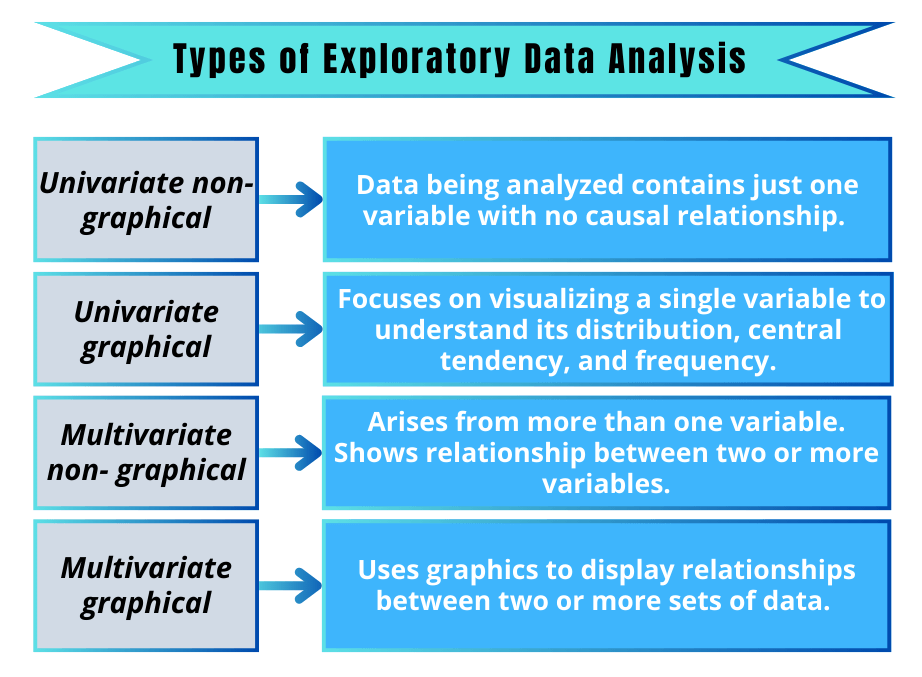 Types of Exploratory Data Analysis
Univariate non-
graphical
Data being analyzed contains just one
variable with no causal relationship.
Univariate
graphical
Focuses on visualizing a single variable to
understand its distribution, central
tendency, and frequency.
Multivariate
non- graphical
Arises from more than one variable.
Shows relationship between two or more
variables.
Multivariate
graphical
Uses graphics to display relationships
between two or more sets of data.